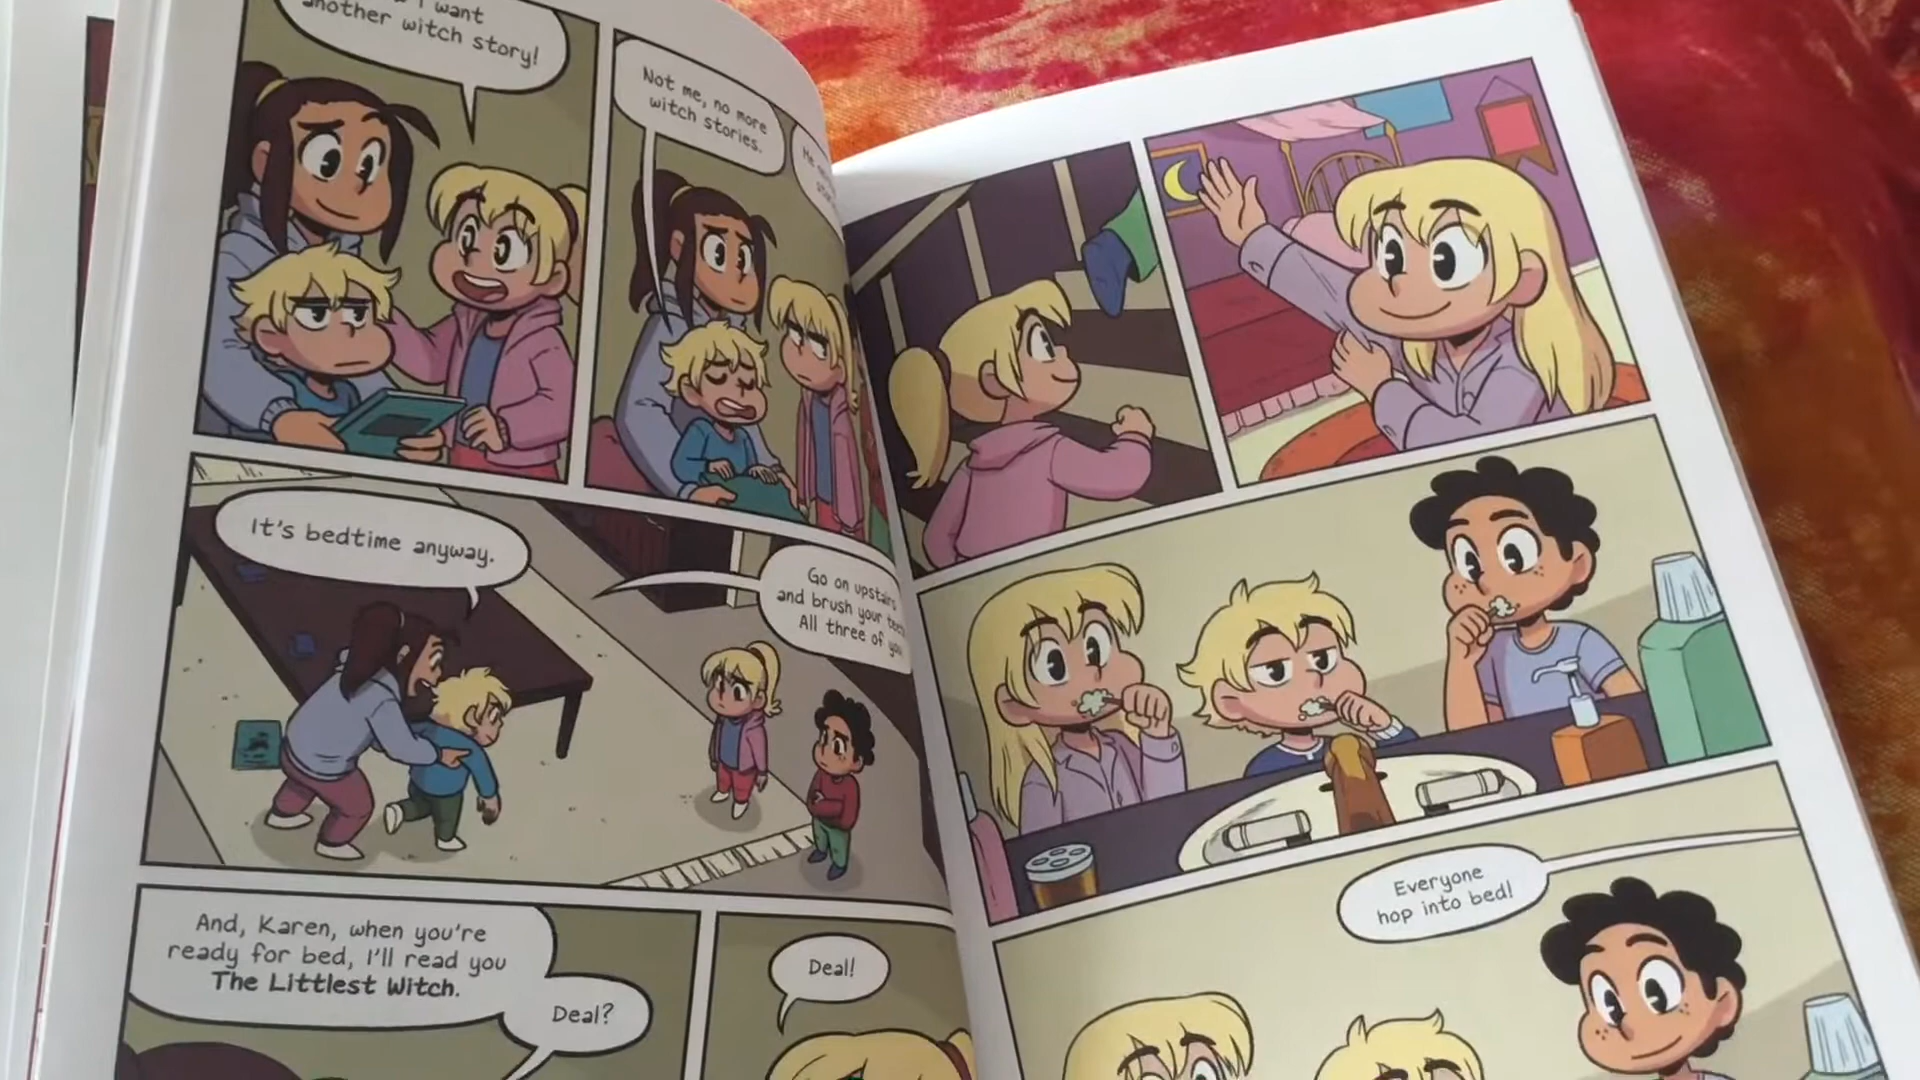 I want
another witch story!
Not me, no more
witch stories.
It's bedtime anyway.
Go on upstairs
and brush your teeth
All three of you
And, Karen, when you're
ready for bed, I'll read you
The Littlest Witch.
Deal?
Deal!
Everyone
hop into bed!